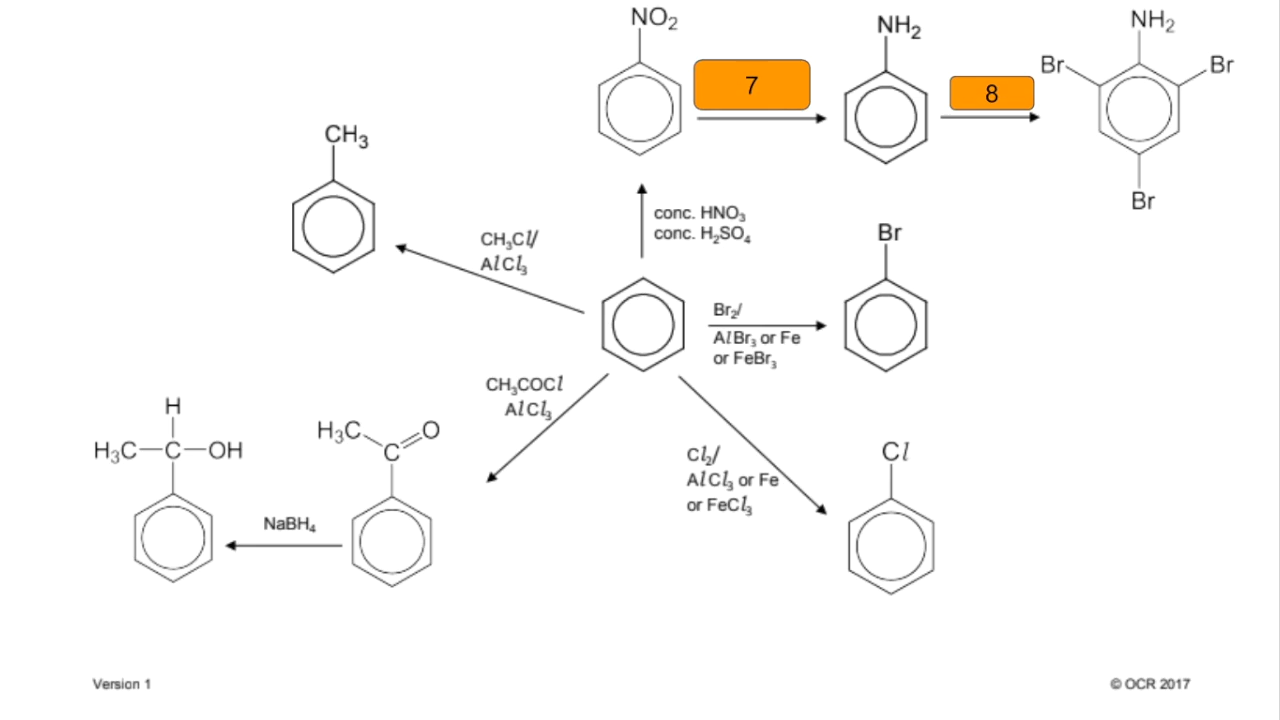 NO₂
7
NH₂
8
NH₂
Br
Br
Br
CH₃
conc. HNO₃
conc. H₂SO₄
CH₃Cl/
AlCl₃
Br
Br₂/
AlBr₃ or Fe
or FeBr₃
CH₃COCl
AlCl₃
H
H₃C C OH
H₃C C O
NaBH₄
Cl₂/
AlCl₃ or Fe
or FeCl₃
Cl
Version 1
© OCR 2017